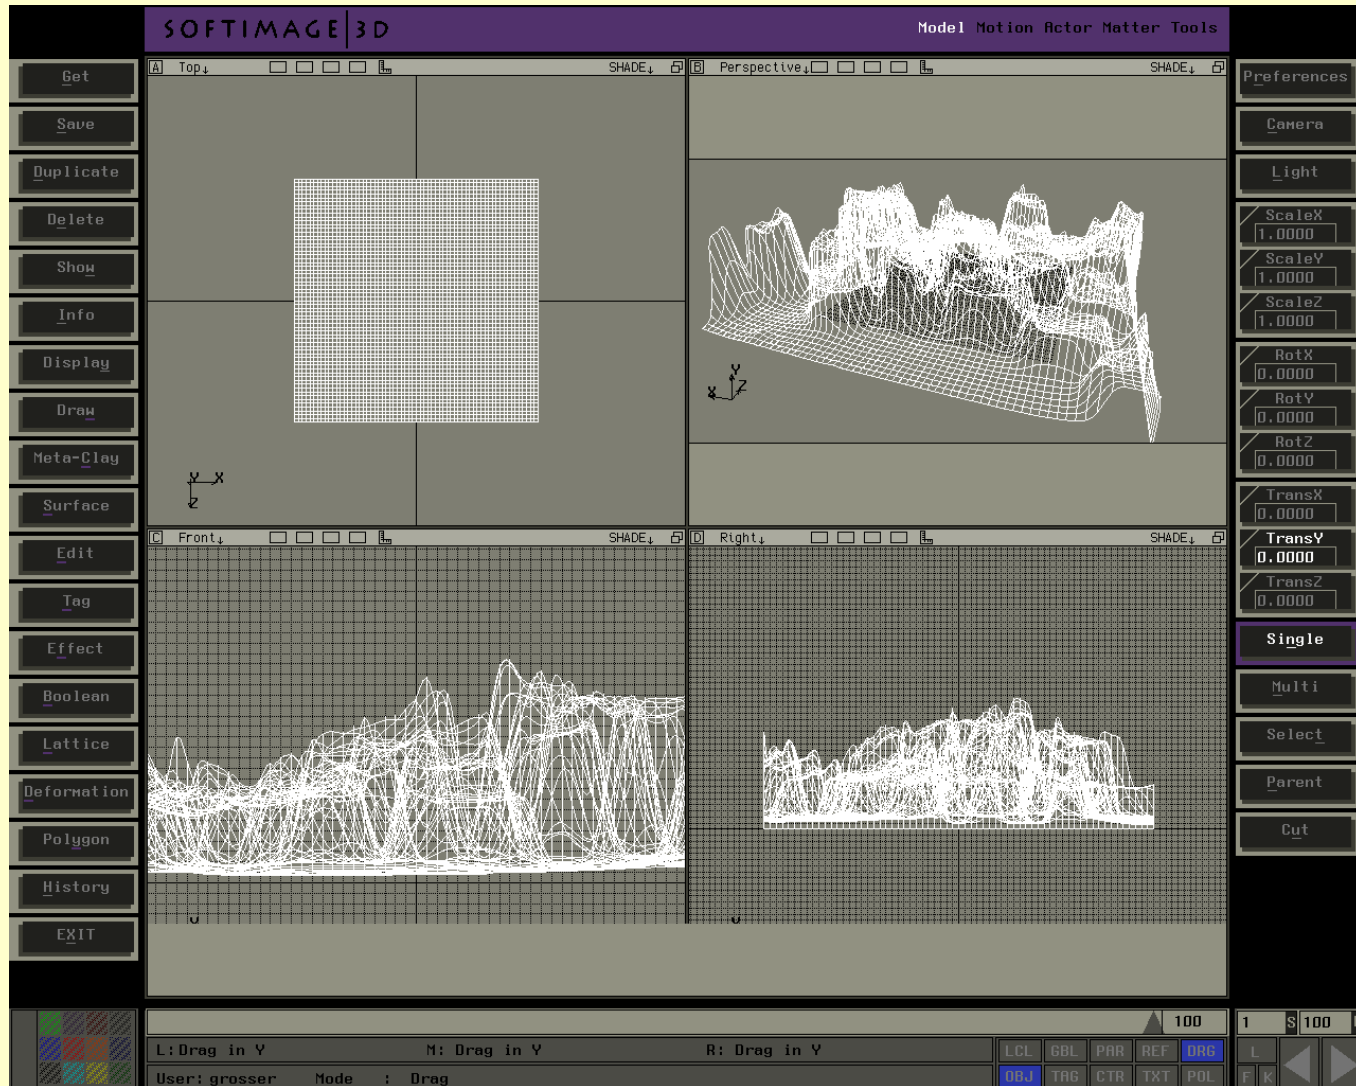 SOFTIMAGE|3D
Model Motion Actor Matter Tools
A Top↓ SHADE↓
B Perspective↓ SHADE↓
Get
Save
Duplicate
Delete
Show
Info
Display
Draw
Meta-Clay
Surface
Edit
Tag
Effect
Boolean
Lattice
Deformation
Polygon
History
EXIT
Y X
Z
Y
X Z
C Front↓ SHADE↓
D Right↓ SHADE↓
Preferences
Camera
Light
ScaleX
1.0000
ScaleY
1.0000
ScaleZ
1.0000
RotX
0.0000
RotY
0.0000
RotZ
0.0000
TransX
0.0000
TransY
0.0000
TransZ
0.0000
Single
Multi
Select
Parent
Cut
100
1 S 100
L:Drag in Y M: Drag in Y R: Drag in Y
User: grosser Mode : Drag
LCL GBL PAR REF DRG
OBJ TAG CTR TXT POL
L
F K